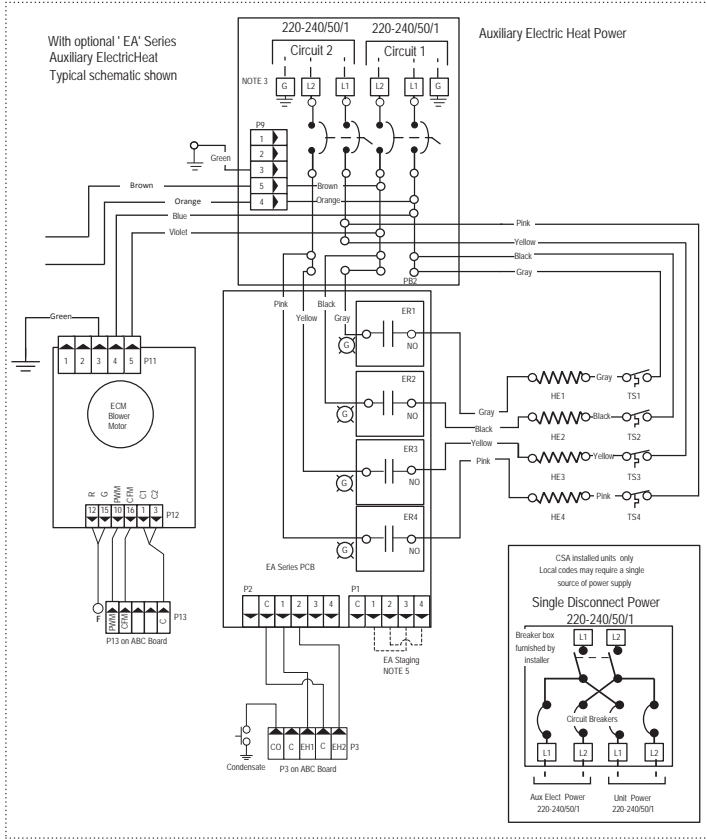 With optional ' EA' Series
Auxiliary ElectricHeat
Typical schematic shown
220-240/50/1
220-240/50/1
Auxiliary Electric Heat Power
Circuit 2
Circuit 1
NOTE 3
G
L2
L1
L2
L1
G
P9
1
2
3
5
4
Green
Brown
Orange
Blue
Violet
Brown
Orange
Pink
Yellow
Black
Gray
PB2
Pink
Yellow
Black
Gray
Green
1
2
3
4
5
P11
ECM
Blower
Motor
R
G
PWM
CFM
C1
C2
12
15
10
16
1
3
P12
F
PWM
CFM
C
P13
P13 on ABC Board
ER1
G
NO
ER2
G
NO
ER3
G
NO
ER4
G
NO
Gray
Black
Yellow
Pink
HE1
Gray
TS1
HE2
Black
TS2
HE3
Yellow
TS3
HE4
Pink
TS4
EA Series PCB
P2
C
1
2
3
4
P1
C
1
2
3
4
EA Staging
NOTE 5
Condensate
CO
C
EH1
C
EH2
P3
P3 on ABC Board
CSA installed units only
Local codes may require a single
source of power supply
Single Disconnect Power
220-240/50/1
Breaker box
furnished by
installer
L1
L2
Circuit Breakers
L1
L2
L1
L2
Aux Elect Power
220-240/50/1
Unit Power
220-240/50/1